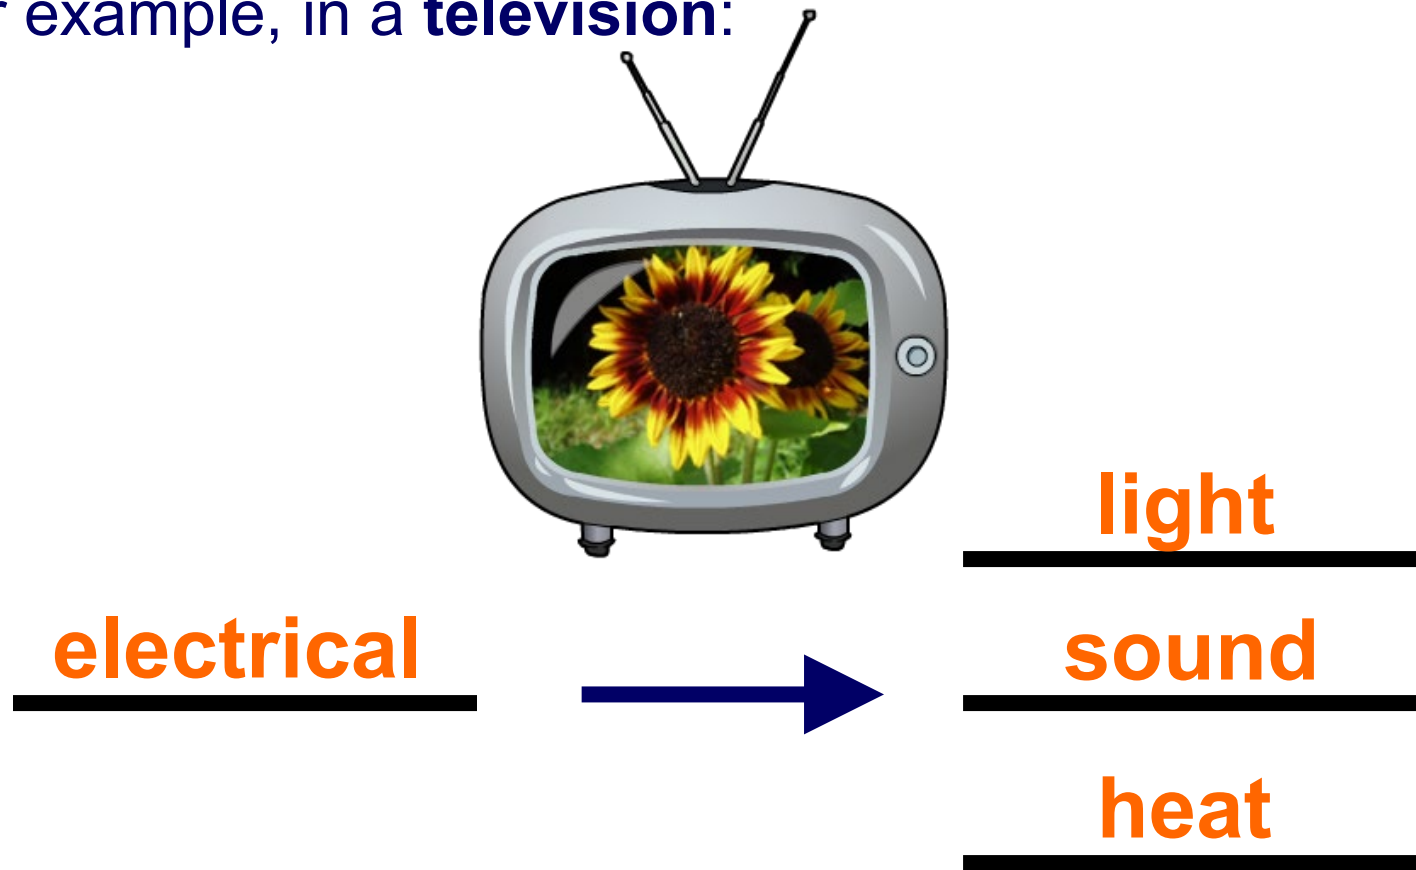 example, in a television:
light
electrical
sound
heat